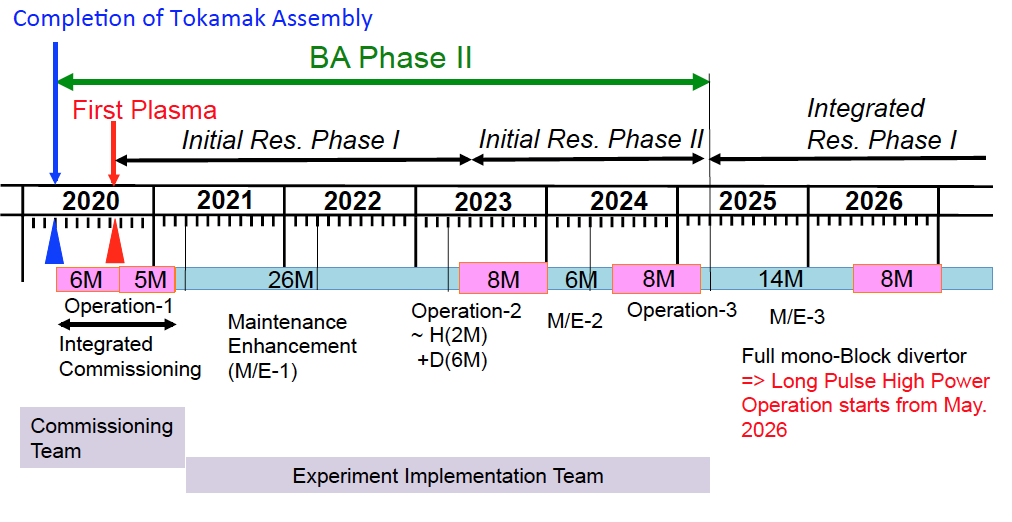 Completion of Tokamak Assembly
BA Phase II
First Plasma
Initial Res. Phase I
Initial Res. Phase II
Integrated
Res. Phase I
2020 2021 2022 2023 2024 2025 2026
6M 5M 26M 8M 6M 8M 14M 8M
Operation-1
Integrated
Commissioning
Maintenance
Enhancement
(M/E-1)
Operation-2
~ H(2M)
+D(6M)
M/E-2
Operation-3
M/E-3
Full mono-Block divertor
=> Long Pulse High Power
Operation starts from May.
2026
Commissioning
Team
Experiment Implementation Team